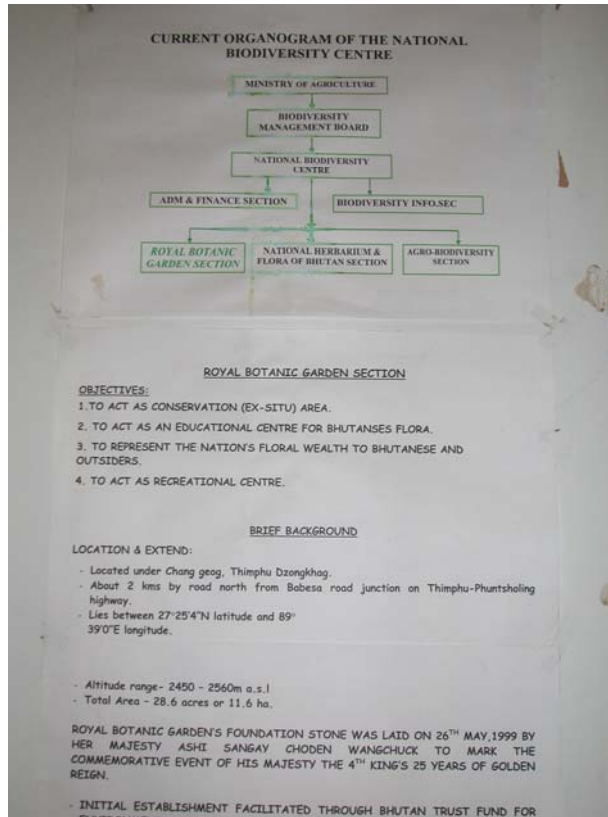 CURRENT ORGANOGRAM OF THE NATIONAL
BIODIVERSITY CENTRE
MINISTRY OF AGRICULTURE
BIODIVERSITY
MANAGEMENT BOARD
NATIONAL BIODIVERSITY
CENTRE
ADM & FINANCE SECTION
BIODIVERSITY INFO.SEC
ROYAL BOTANIC
GARDEN SECTION
NATIONAL HERBARIUM &
FLORA OF BHUTAN SECTION
AGRO-BIODIVERSITY
SECTION
ROYAL BOTANIC GARDEN SECTION
OBJECTIVES:
1.TO ACT AS CONSERVATION (EX-SITU) AREA.
2. TO ACT AS AN EDUCATIONAL CENTRE FOR BHUTANSES FLORA.
3. TO REPRESENT THE NATION'S FLORAL WEALTH TO BHUTANESE AND
OUTSIDERS.
4. TO ACT AS RECREATIONAL CENTRE.
BRIEF BACKGROUND
LOCATION & EXTEND:
- Located under Chang geog, Thimphu Dzongkhag.
- About 2 kms by road north from Babesa road junction on Thimphu-Phuntsholing
highway.
- Lies between 27°25'4"N latitude and 89°
39'0"E longitude.
- Altitude range- 2450 - 2560m a.s.l
- Total Area - 28.6 acres or 11.6 ha.
ROYAL BOTANIC GARDEN'S FOUNDATION STONE WAS LAID ON 26TH MAY,1999 BY
HER MAJESTY ASHI SANGAY CHODEN WANGCHUCK TO MARK THE
COMMEMORATIVE EVENT OF HIS MAJESTY THE 4TH KING'S 25 YEARS OF GOLDEN
REIGN.
- INITIAL ESTABLISHMENT FACILITATED THROUGH BHUTAN TRUST FUND FOR